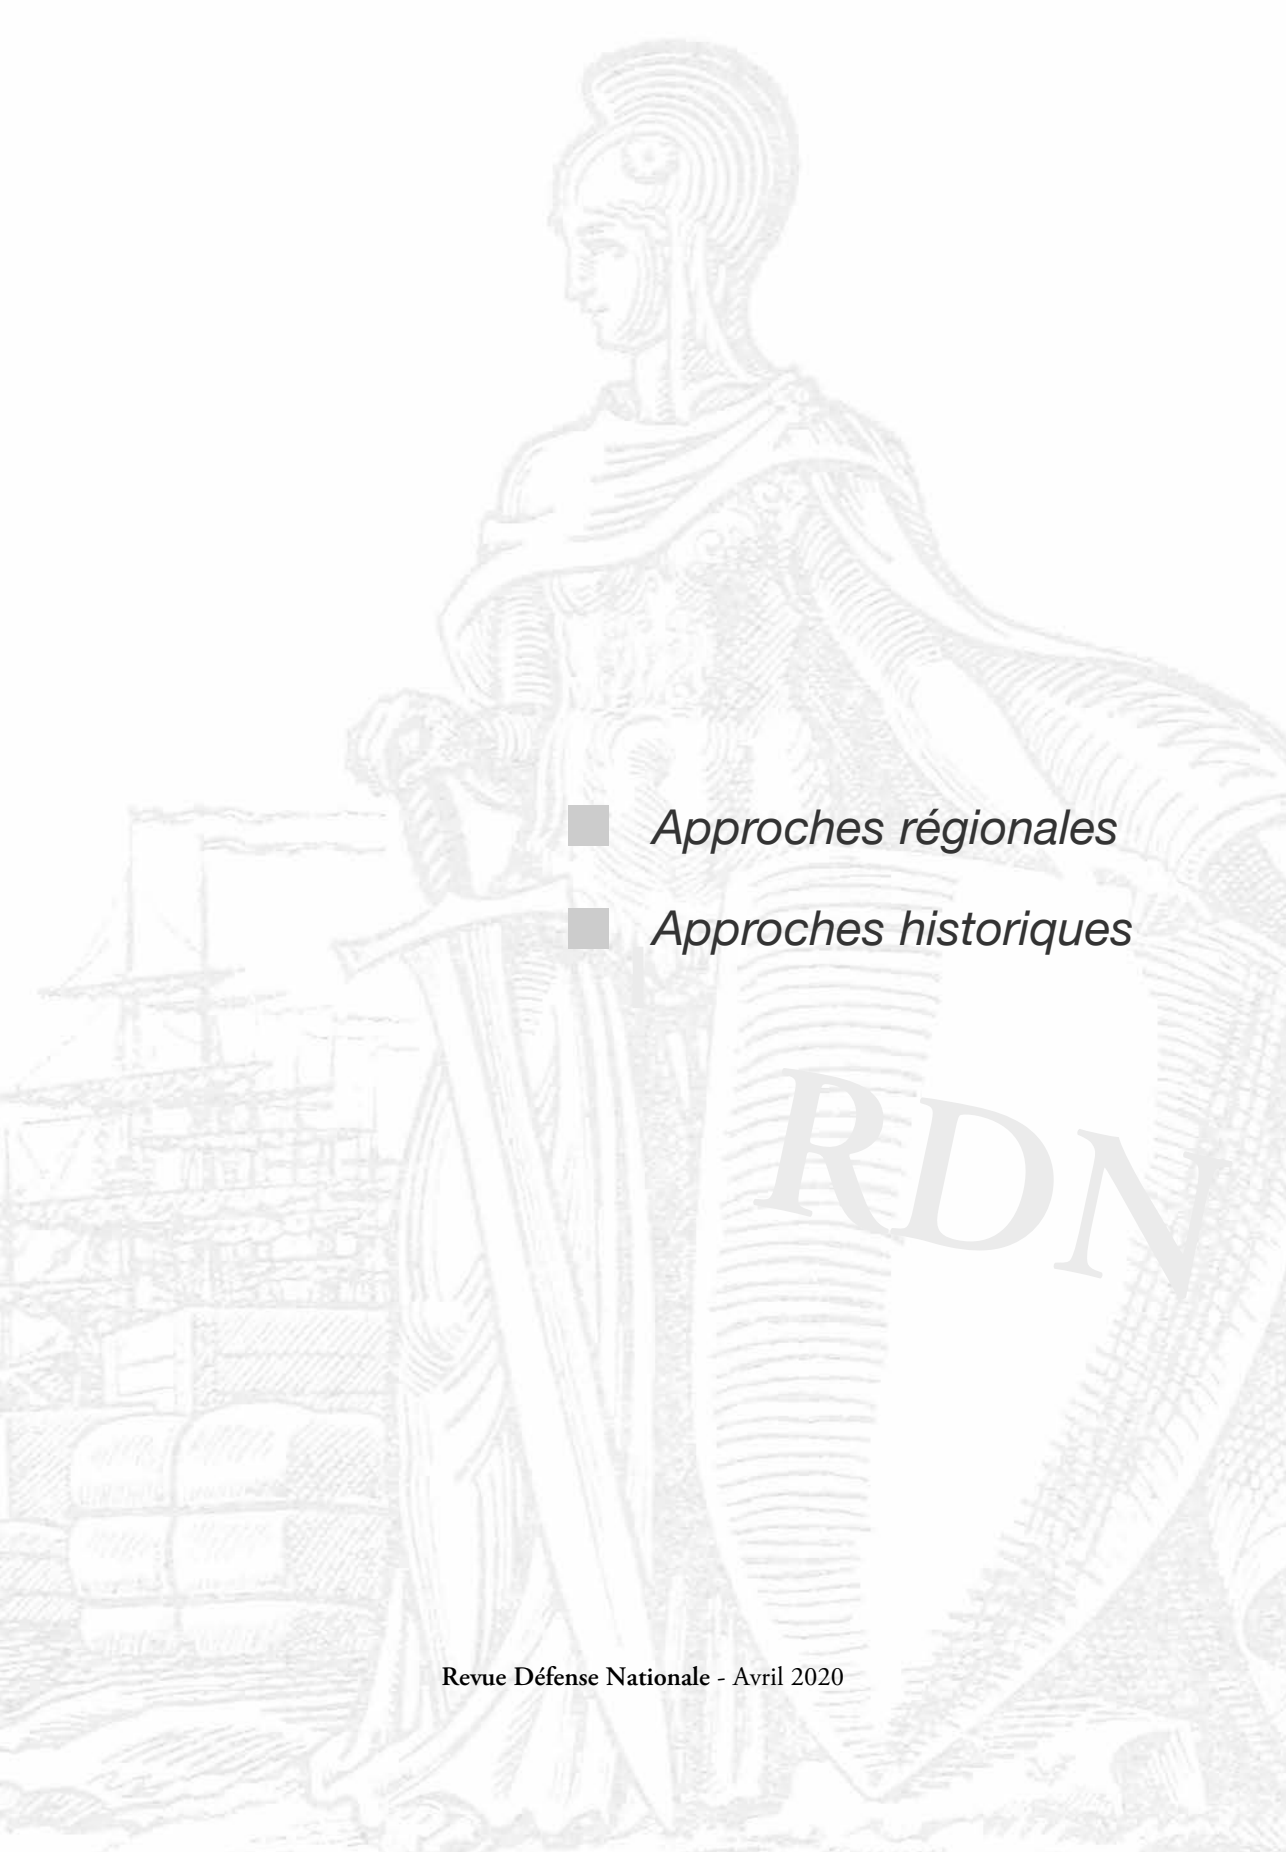 Approches régionales
Approches historiques
RDN
Revue Défense Nationale - Avril 2020